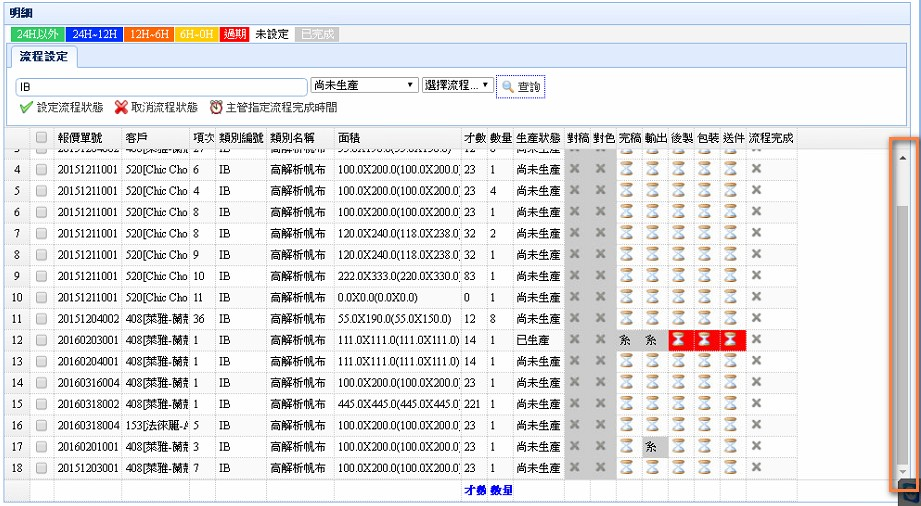 明細
24H以外 24H~12H 12H~6H 6H~0H 過期 未設定 已完成
流程設定
IB 尚未生產 選擇流程... 查詢
設定流程狀態 取消流程狀態 主管指定流程完成時間
報價單號 客戶 項次 類別編號 類別名稱 面積 才數 數量 生產狀態 對稿 對色 完稿 輸出 後製 包裝 送件 流程完成
4 20151211001 520[Chic Cho 6 IB 高解析帆布 100.0X200.0(100.0X200.0) 23 1 尚未生產
5 20151211001 520[Chic Cho 4 IB 高解析帆布 100.0X200.0(100.0X200.0) 23 4 尚未生產
6 20151211001 520[Chic Cho 8 IB 高解析帆布 100.0X200.0(100.0X200.0) 23 1 尚未生產
7 20151211001 520[Chic Cho 8 IB 高解析帆布 120.0X240.0(118.0X238.0) 32 2 尚未生產
8 20151211001 520[Chic Cho 9 IB 高解析帆布 120.0X240.0(118.0X238.0) 32 1 尚未生產
9 20151211001 520[Chic Cho 10 IB 高解析帆布 222.0X333.0(220.0X330.0) 83 1 尚未生產
10 20151211001 520[Chic Cho 11 IB 高解析帆布 0.0X0.0(0.0X0.0) 0 1 尚未生產
11 20151204002 408[萊雅-蘭 36 IB 高解析帆布 55.0X190.0(55.0X150.0) 12 8 尚未生產
12 20160203001 408[萊雅-蘭 1 IB 高解析帆布 111.0X111.0(111.0X111.0) 14 1 已生產 系 系
13 20160204001 408[萊雅-蘭 1 IB 高解析帆布 111.0X111.0(111.0X111.0) 14 1 尚未生產
14 20160316004 408[萊雅-蘭 1 IB 高解析帆布 100.0X200.0(100.0X200.0) 23 1 尚未生產
15 20160318002 408[萊雅-蘭 1 IB 高解析帆布 445.0X445.0(445.0X445.0) 221 1 尚未生產
16 20160318004 153[法徠麗-A 5 IB 高解析帆布 100.0X200.0(100.0X200.0) 23 1 尚未生產
17 20160201001 408[萊雅-蘭 3 IB 高解析帆布 100.0X200.0(100.0X200.0) 23 1 尚未生產 系
18 20151203001 408[萊雅-蘭 7 IB 高解析帆布 100.0X200.0(100.0X200.0) 23 1 尚未生產
才數 數量